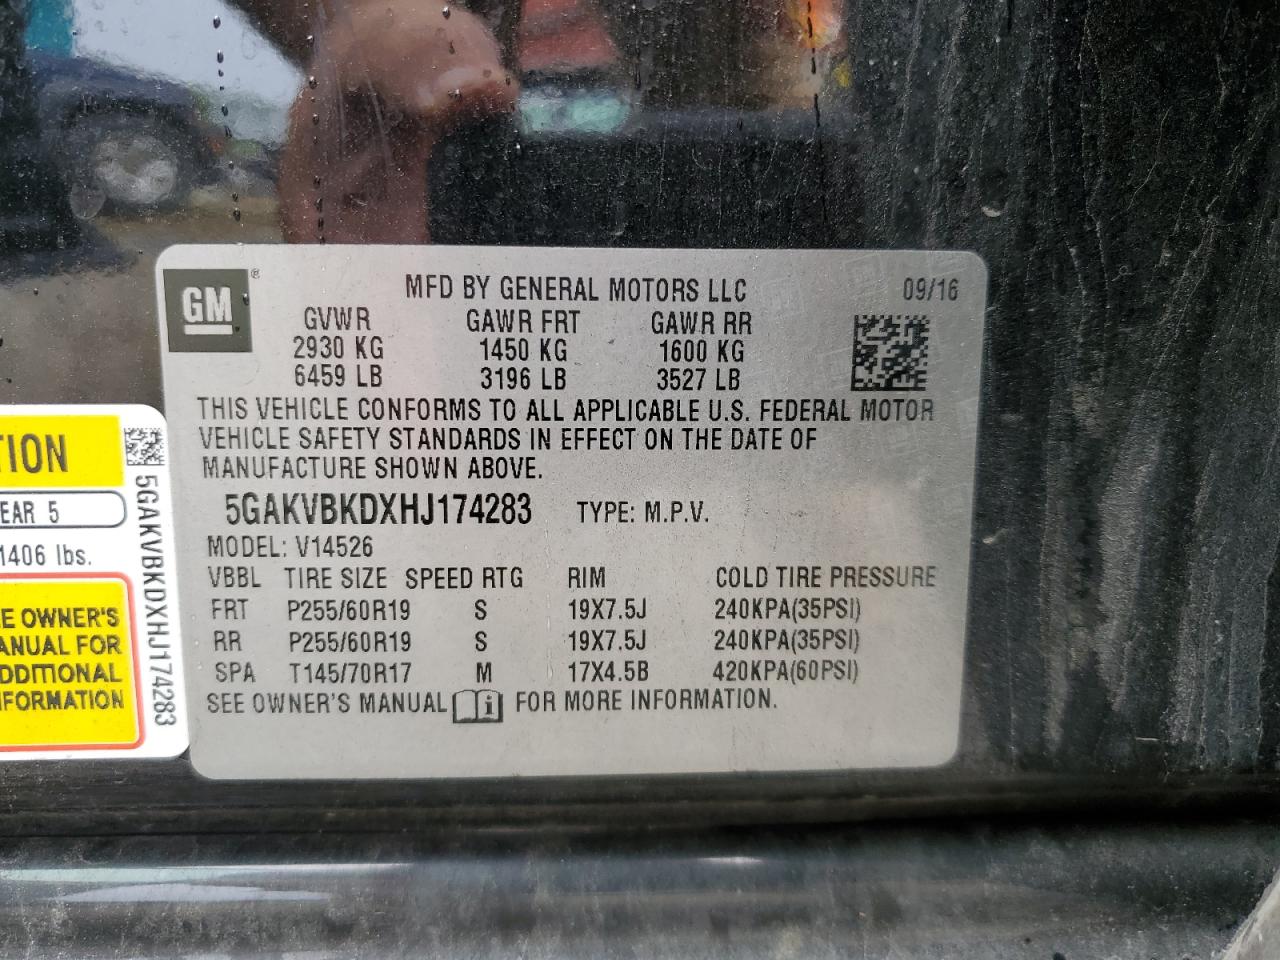 GM ®
MFD BY GENERAL MOTORS LLC 09/16
GVWR GAWR FRT GAWR RR
2930 KG 1450 KG 1600 KG
6459 LB 3196 LB 3527 LB
THIS VEHICLE CONFORMS TO ALL APPLICABLE U.S. FEDERAL MOTOR
VEHICLE SAFETY STANDARDS IN EFFECT ON THE DATE OF
MANUFACTURE SHOWN ABOVE.
5GAKVBKDXHJ174283 TYPE: M.P.V.
MODEL: V14526
VBBL TIRE SIZE SPEED RTG RIM COLD TIRE PRESSURE
FRT P255/60R19 S 19X7.5J 240KPA(35PSI)
RR P255/60R19 S 19X7.5J 240KPA(35PSI)
SPA T145/70R17 M 17X4.5B 420KPA(60PSI)
SEE OWNER'S MANUAL i FOR MORE INFORMATION.
TION
EAR 5
1406 lbs.
E OWNER'S
ANUAL FOR
DDITIONAL
NFORMATION
5GAKVBKDXHJ174283